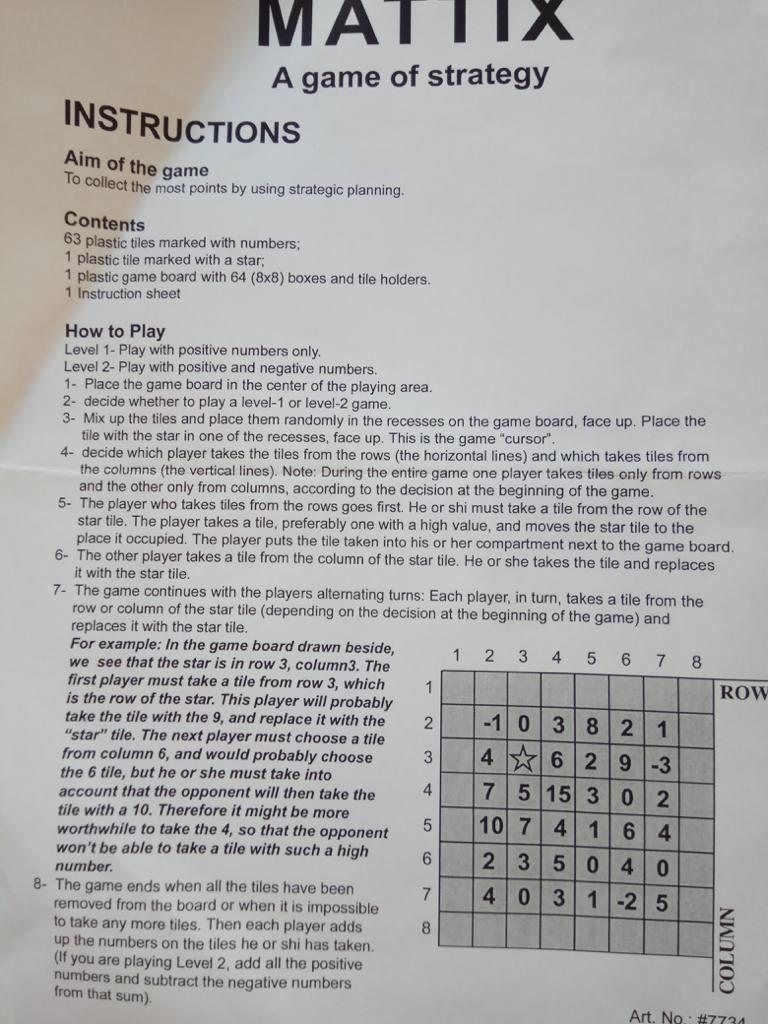 MATTIX
A game of strategy
INSTRUCTIONS
Aim of the game
To collect the most points by using strategic planning.
Contents
63 plastic tiles marked with numbers;
1 plastic tile marked with a star;
1 plastic game board with 64 (8x8) boxes and tile holders.
1 Instruction sheet
How to Play
Level 1- Play with positive numbers only.
Level 2- Play with positive and negative numbers.
1- Place the game board in the center of the playing area.
2- decide whether to play a level-1 or level-2 game.
3- Mix up the tiles and place them randomly in the recesses on the game board, face up. Place the
tile with the star in one of the recesses, face up. This is the game "cursor".
4- decide which player takes the tiles from the rows (the horizontal lines) and which takes tiles from
the columns (the vertical lines). Note: During the entire game one player takes tiles only from rows
and the other only from columns, according to the decision at the beginning of the game.
5- The player who takes tiles from the rows goes first. He or shi must take a tile from the row of the
star tile. The player takes a tile, preferably one with a high value, and moves the star tile to the
place it occupied. The player puts the tile taken into his or her compartment next to the game board.
6- The other player takes a tile from the column of the star tile. He or she takes the tile and replaces
it with the star tile.
7- The game continues with the players alternating turns: Each player, in turn, takes a tile from the
row or column of the star tile (depending on the decision at the beginning of the game) and
replaces it with the star tile.
For example: In the game board drawn beside,
we see that the star is in row 3, column3. The
first player must take a tile from row 3, which
is the row of the star. This player will probably
take the tile with the 9, and replace it with the
"star" tile. The next player must choose a tile
from column 6, and would probably choose
the 6 tile, but he or she must take into
account that the opponent will then take the
tile with a 10. Therefore it might be more
worthwhile to take the 4, so that the opponent
won't be able to take a tile with such a high
number.
8- The game ends when all the tiles have been
removed from the board or when it is impossible
to take any more tiles. Then each player adds
up the numbers on the tiles he or shi has taken.
(If you are playing Level 2, add all the positive
numbers and subtract the negative numbers
from that sum).
1 2 3 4 5 6 7 8
1
2 -1 0 3 8 2 1
3 4 ☆ 6 2 9 -3
4 7 5 15 3 0 2
5 10 7 4 1 6 4
6 2 3 5 0 4 0
7 4 0 3 1 -2 5
8
ROW
COLUMN
Art. No.: #7734